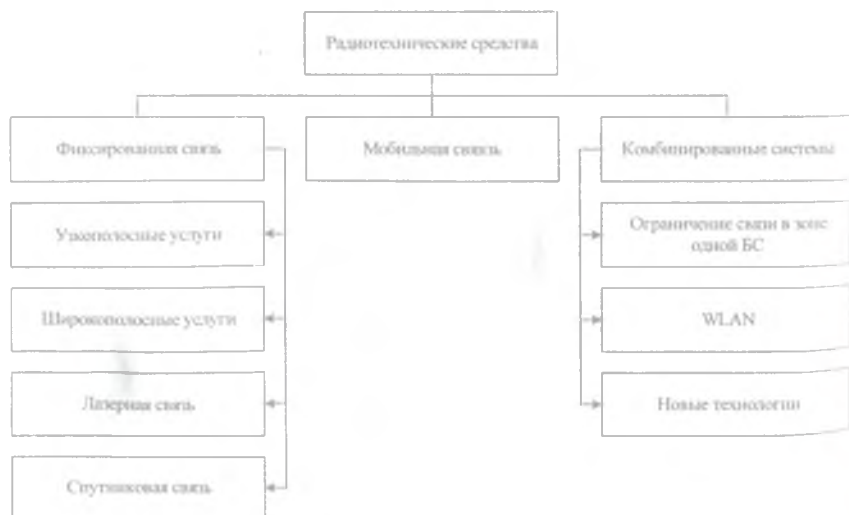 Радиотехнические средства
Фиксированная связь
Мобильная связь
Комбинированные системы
Узкополосные услуги
Ограничение связи в зоне
одной БС
Широкополосные услуги
WLAN
Лазерная связь
Новые технологии
Спутниковая связь